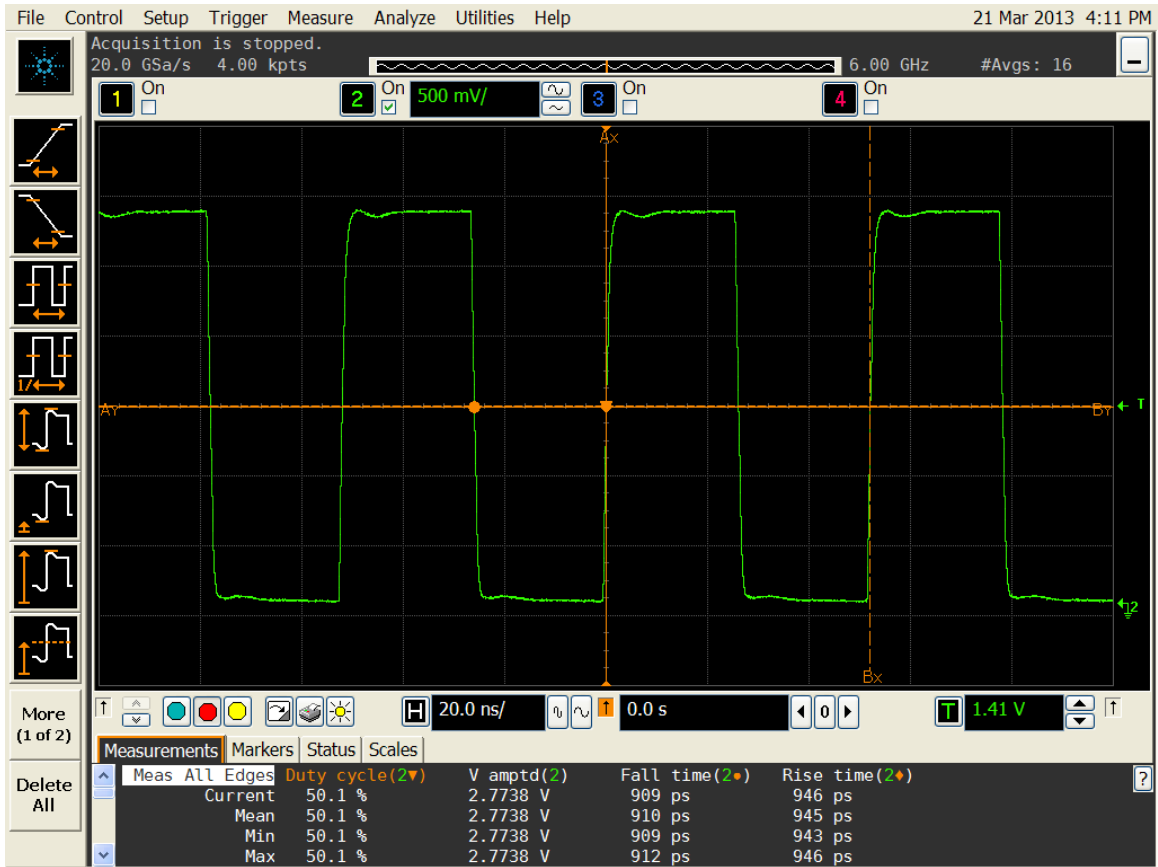 File Control Setup Trigger Measure Analyze Utilities Help 21 Mar 2013 4:11 PM
Acquisition is stopped.
20.0 GSa/s 4.00 kpts 6.00 GHz #Avgs: 16
1 On 2 On 500 mV/ 3 On 4 On
Ax
1/
AY BY T
2
Bx
More
(1 of 2)
Delete
All
H 20.0 ns/ 0.0 s 0 T 1.41 V
Measurements Markers Status Scales
Meas All Edges Duty cycle(2▼) V amptd(2) Fall time(2●) Rise time(2♦) ?
Current 50.1 % 2.7738 V 909 ps 946 ps
Mean 50.1 % 2.7738 V 910 ps 945 ps
Min 50.1 % 2.7738 V 909 ps 943 ps
Max 50.1 % 2.7738 V 912 ps 946 ps